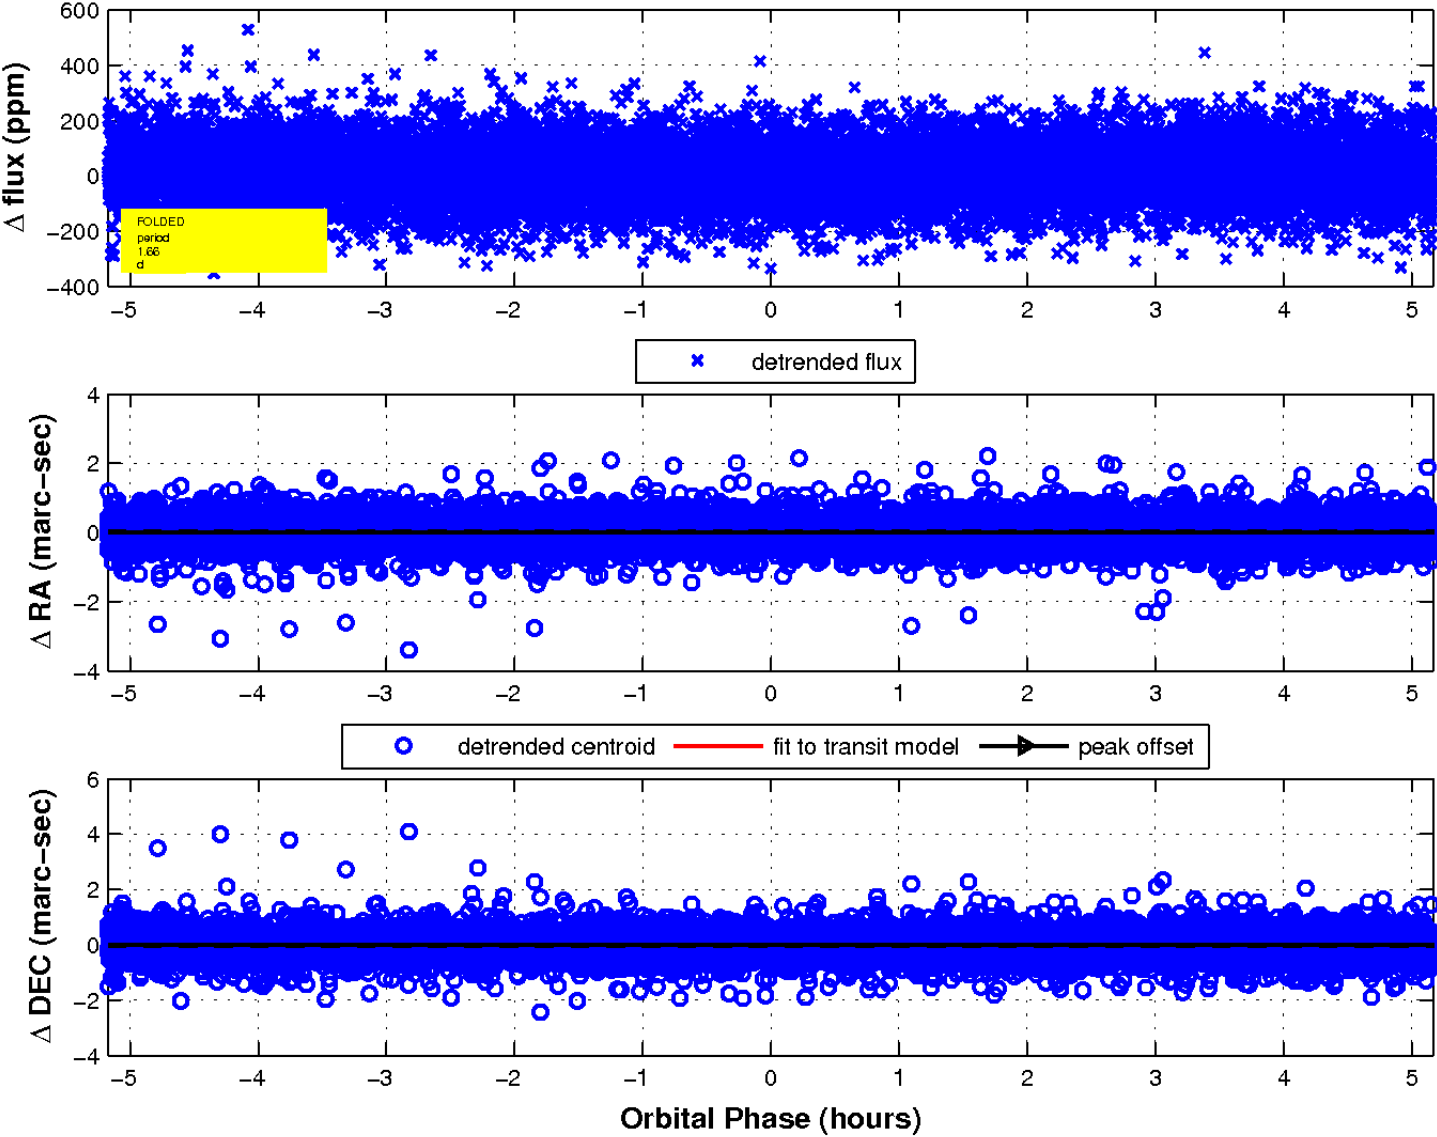 600
400
200
0
−200
−400
Δ flux (ppm)
FOLDED
period
1.66
d
−5 −4 −3 −2 −1 0 1 2 3 4 5
detrended flux
4
2
0
−2
−4
Δ RA (marc−sec)
−5 −4 −3 −2 −1 0 1 2 3 4 5
detrended centroid fit to transit model peak offset
6
4
2
0
−2
−4
Δ DEC (marc−sec)
−5 −4 −3 −2 −1 0 1 2 3 4 5
Orbital Phase (hours)